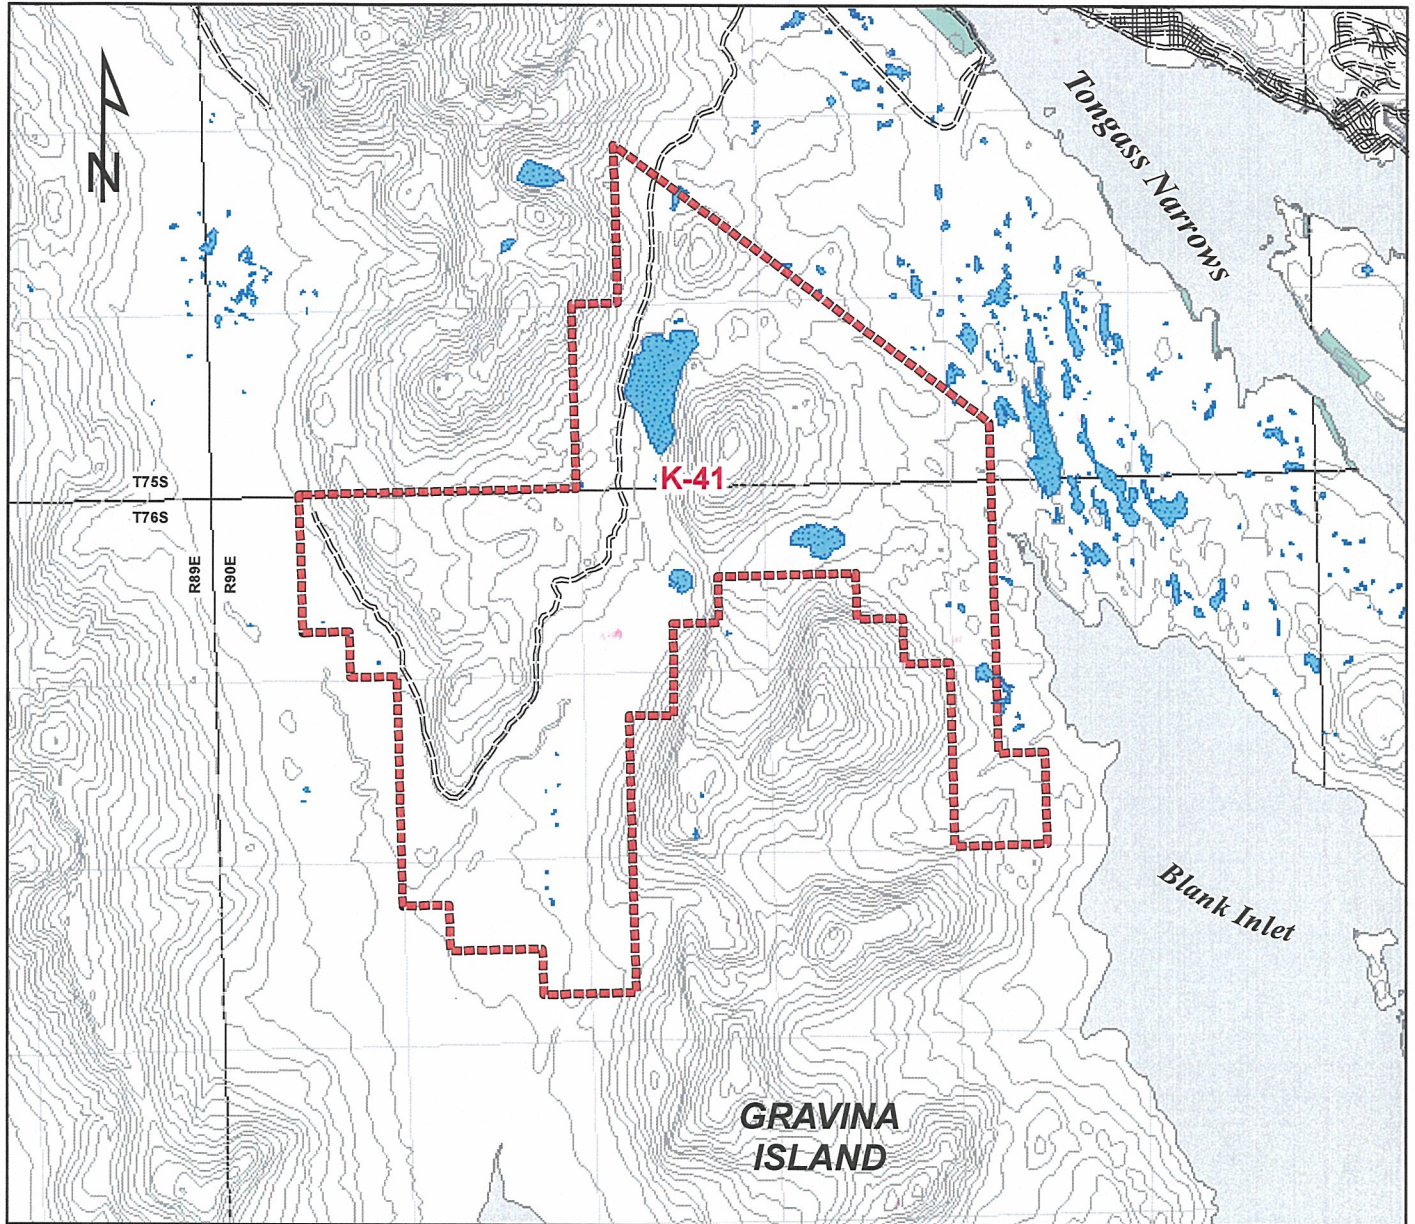 N
Tongass Narrows
K-41
T75S
T76S
R89E
R90E
Blank Inlet
GRAVINA
ISLAND